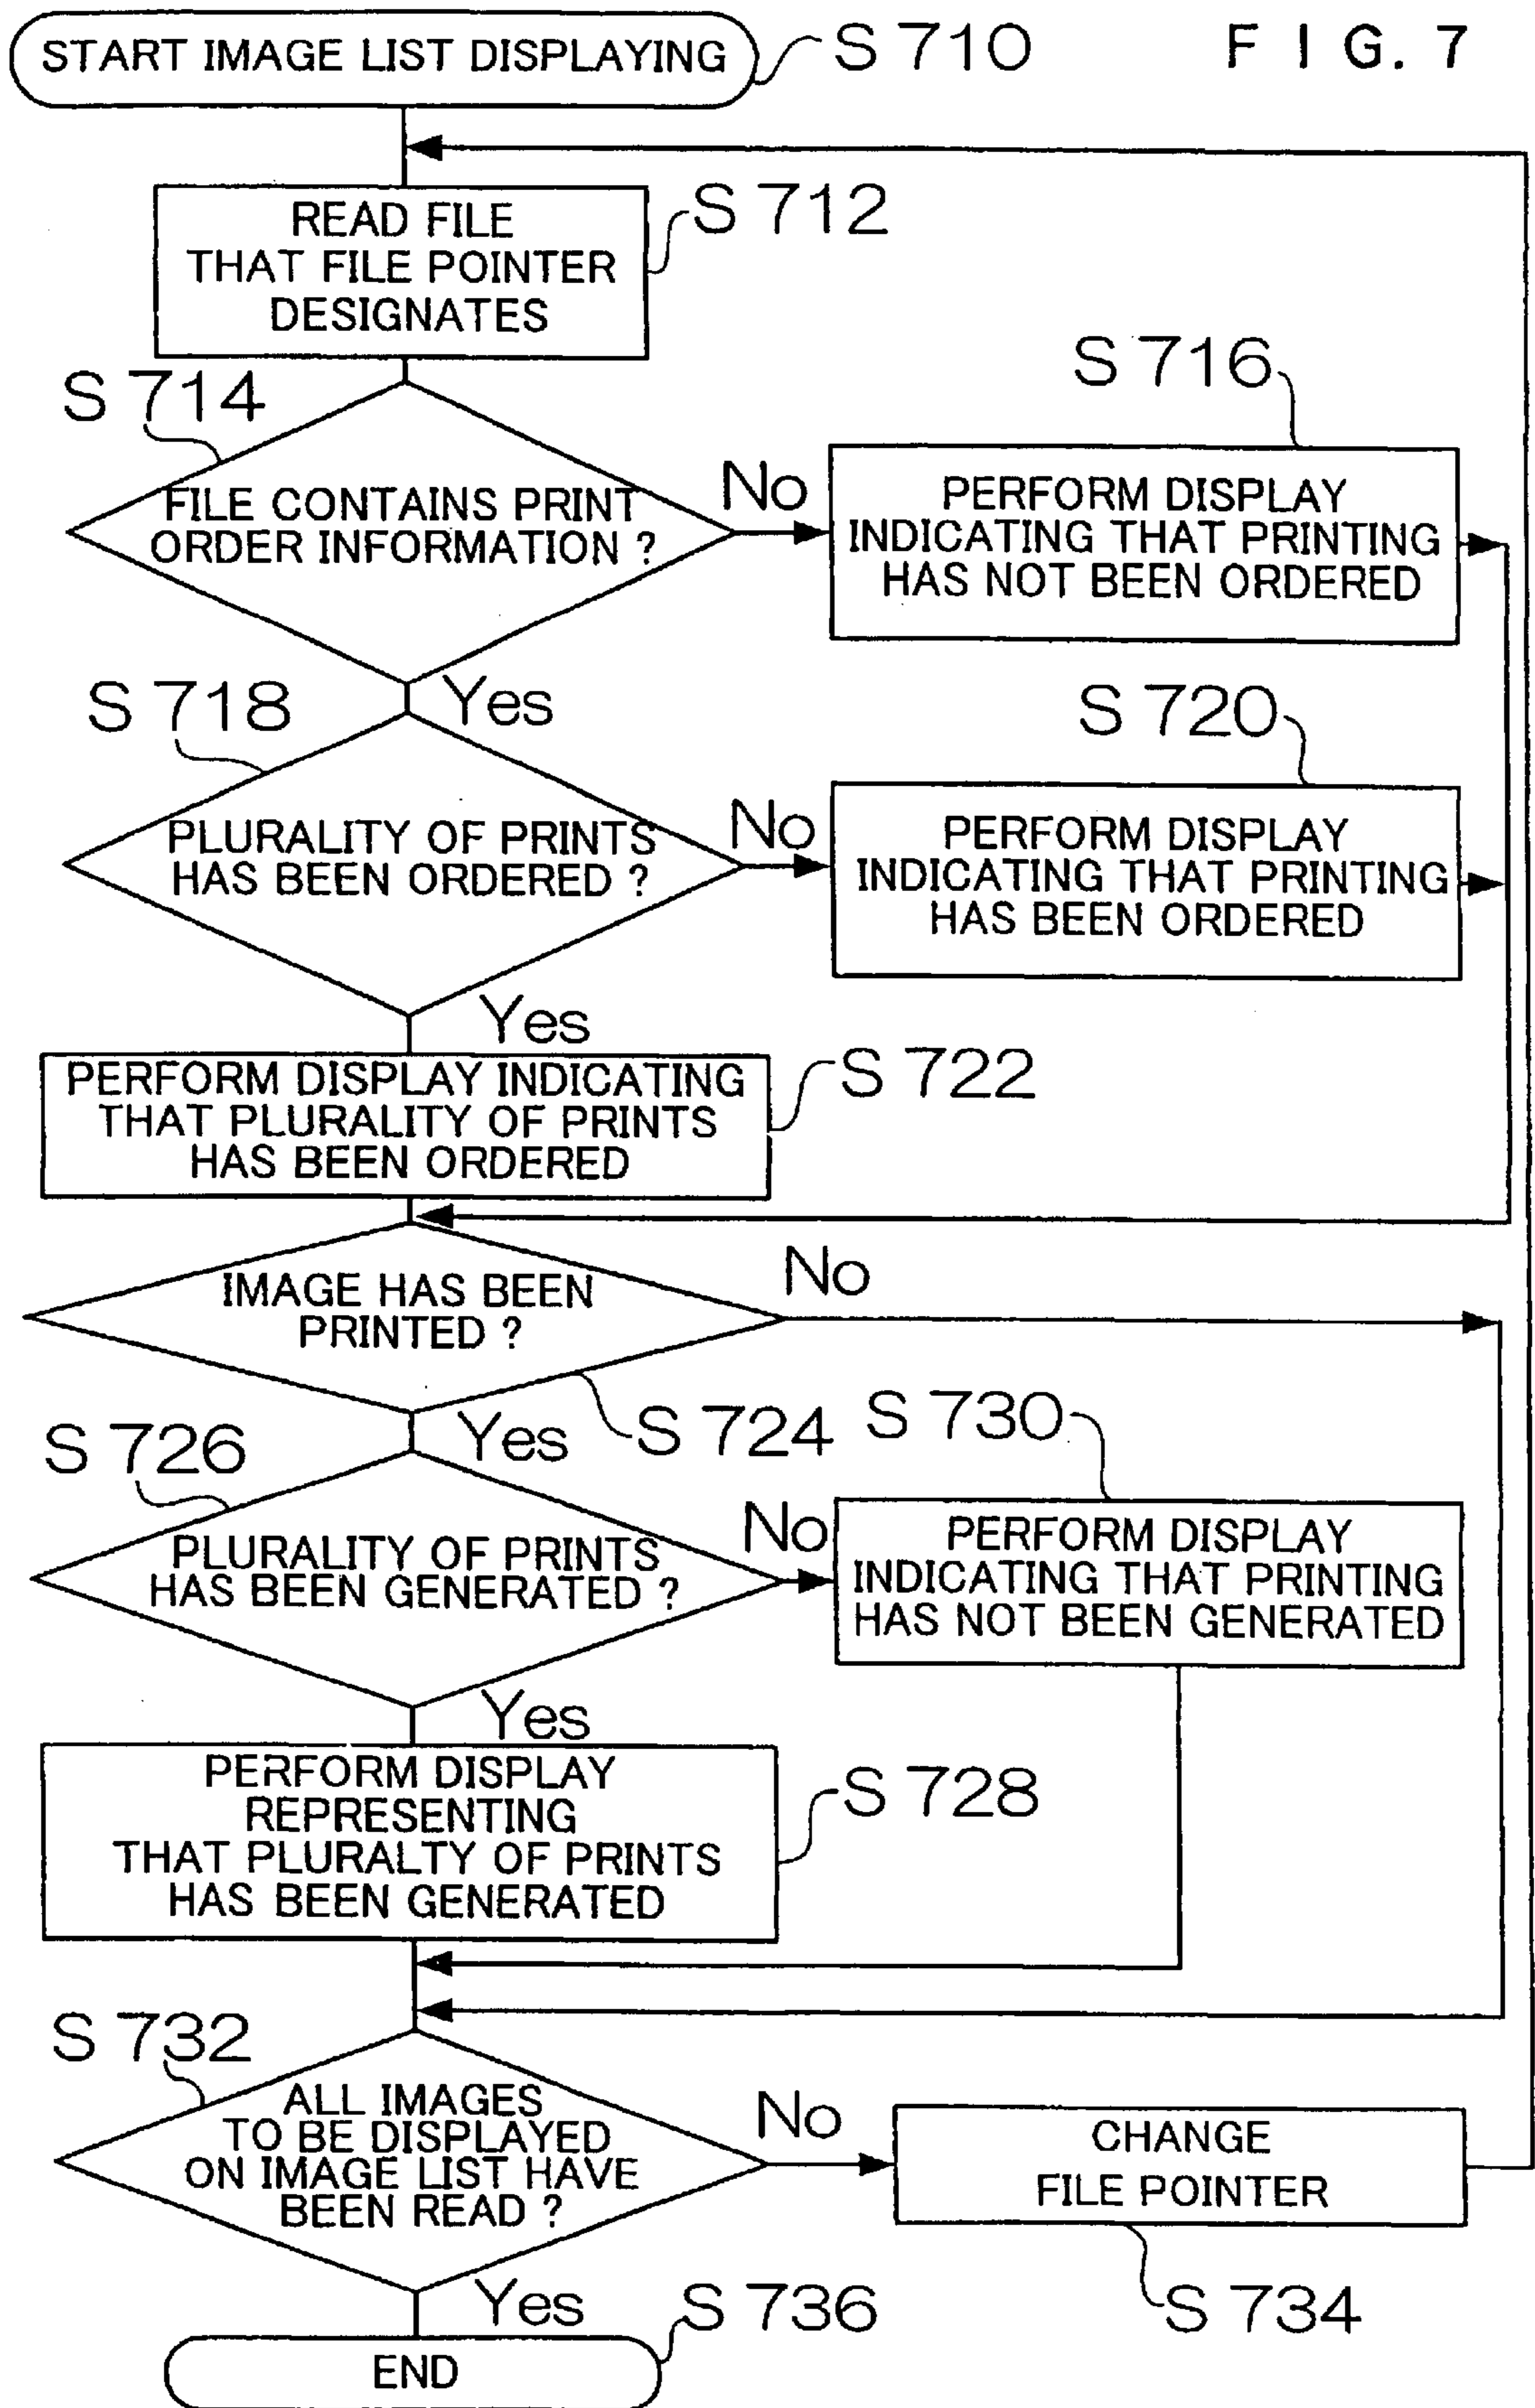 START IMAGE LIST DISPLAYING
S 710
F I G. 7
READ FILE
THAT FILE POINTER
DESIGNATES
S 712
S 714
FILE CONTAINS PRINT
ORDER INFORMATION ?
No
S 716
PERFORM DISPLAY
INDICATING THAT PRINTING
HAS NOT BEEN ORDERED
Yes
S 718
PLURALITY OF PRINTS
HAS BEEN ORDERED ?
No
S 720
PERFORM DISPLAY
INDICATING THAT PRINTING
HAS BEEN ORDERED
Yes
PERFORM DISPLAY INDICATING
THAT PLURALITY OF PRINTS
HAS BEEN ORDERED
S 722
IMAGE HAS BEEN
PRINTED ?
No
S 724
Yes
S 726
PLURALITY OF PRINTS
HAS BEEN GENERATED ?
No
S 730
PERFORM DISPLAY
INDICATING THAT PRINTING
HAS NOT BEEN GENERATED
Yes
PERFORM DISPLAY
REPRESENTING
THAT PLURALTY OF PRINTS
HAS BEEN GENERATED
S 728
S 732
ALL IMAGES
TO BE DISPLAYED
ON IMAGE LIST HAVE
BEEN READ ?
No
CHANGE
FILE POINTER
S 734
Yes
S 736
END